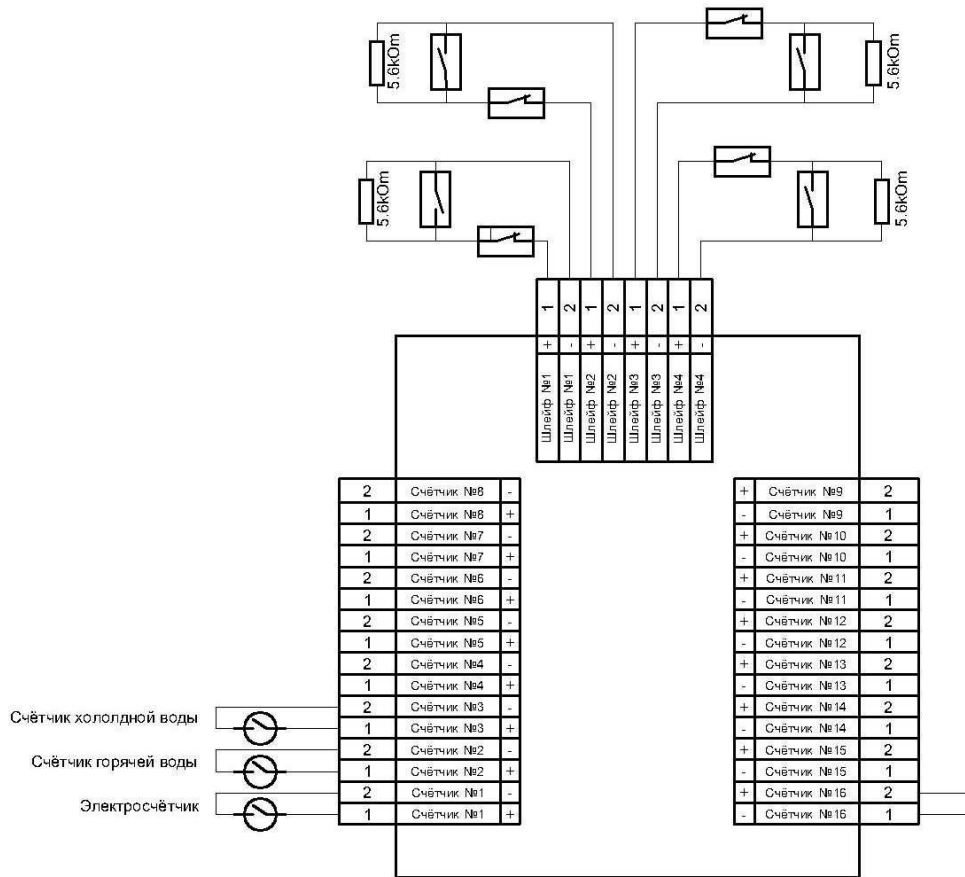 5.6kOm
5.6kOm
5.6kOm
5.6kOm
1 2 1 2 1 2 1 2
+ - + - + - + -
Шлейф №1
Шлейф №1
Шлейф №2
Шлейф №2
Шлейф №3
Шлейф №3
Шлейф №4
Шлейф №4
2 Счётчик №8 -
1 Счётчик №8 +
2 Счётчик №7 -
1 Счётчик №7 +
2 Счётчик №6 -
1 Счётчик №6 +
2 Счётчик №5 -
1 Счётчик №5 +
2 Счётчик №4 -
1 Счётчик №4 +
2 Счётчик №3 -
1 Счётчик №3 +
2 Счётчик №2 -
1 Счётчик №2 +
2 Счётчик №1 -
1 Счётчик №1 +
Счётчик хололдной воды
Счётчик горячей воды
Электросчётчик
+ Счётчик №9 2
- Счётчик №9 1
+ Счётчик №10 2
- Счётчик №10 1
+ Счётчик №11 2
- Счётчик №11 1
+ Счётчик №12 2
- Счётчик №12 1
+ Счётчик №13 2
- Счётчик №13 1
+ Счётчик №14 2
- Счётчик №14 1
+ Счётчик №15 2
- Счётчик №15 1
+ Счётчик №16 2
- Счётчик №16 1